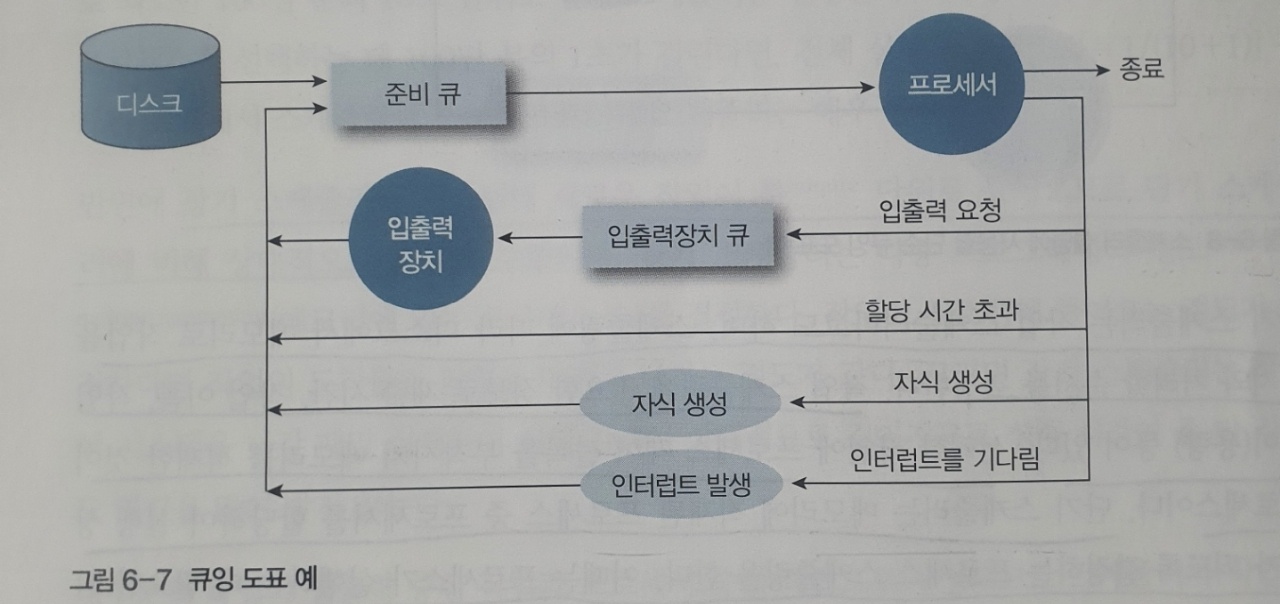 디스크
준비 큐
프로세서
종료
입출력
장치
입출력장치 큐
입출력 요청
할당 시간 초과
자식 생성
자식 생성
인터럽트 발생
인터럽트를 기다림
그림 6-7 큐잉 도표 예